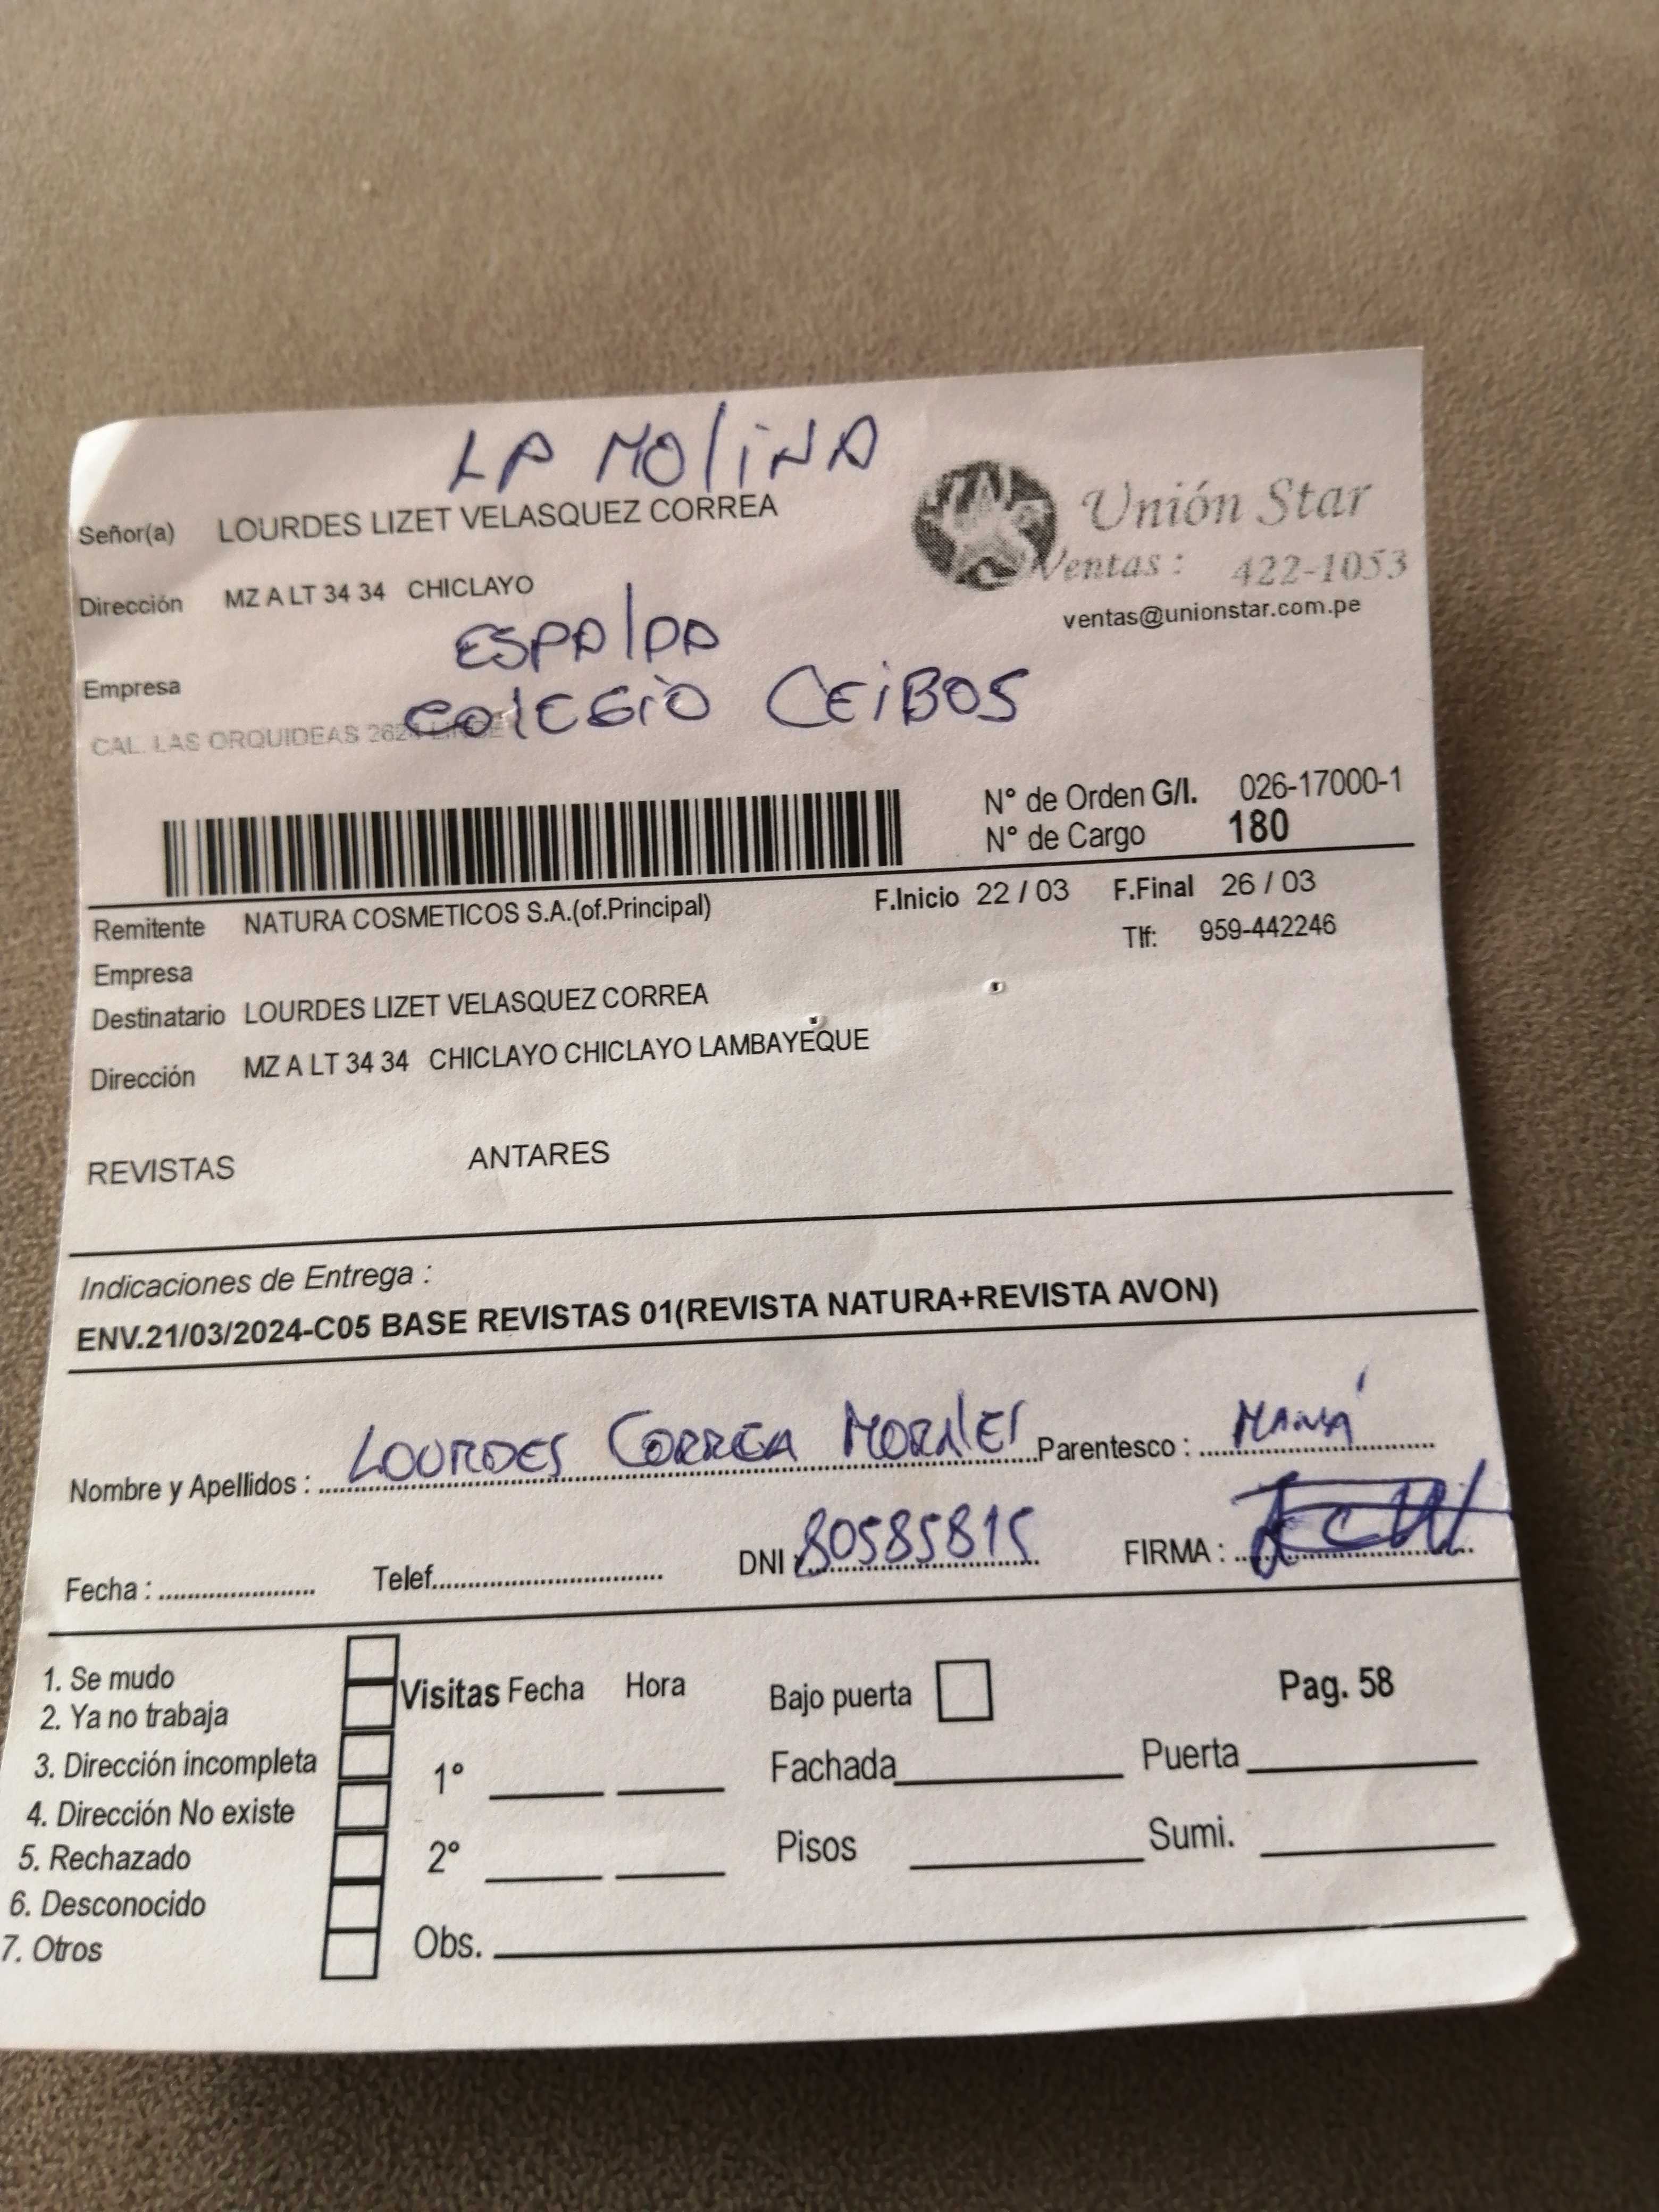 LA MOLINA
Señor(a) LOURDES LIZET VELASQUEZ CORREA
Unión Star
Ventas : 422-1053
ventas@unionstar.com.pe
Dirección MZ A LT 34 34 CHICLAYO
ESPALDA
Empresa
COLEGIO CEIBOS
CAL. LAS ORQUIDEAS
N° de Orden G/I. 026-17000-1
N° de Cargo 180
Remitente NATURA COSMETICOS S.A.(of.Principal) F.Inicio 22 / 03 F.Final 26 / 03
Tlf: 959-442246
Empresa
Destinatario LOURDES LIZET VELASQUEZ CORREA
Dirección MZ A LT 34 34 CHICLAYO CHICLAYO LAMBAYEQUE
REVISTAS ANTARES
Indicaciones de Entrega :
ENV.21/03/2024-C05 BASE REVISTAS 01(REVISTA NATURA+REVISTA AVON)
Nombre y Apellidos : LOURDES CORREA MORALES Parentesco : MAMÁ
Fecha : Telef. DNI : 80585815 FIRMA :
1. Se mudo
2. Ya no trabaja
3. Dirección incompleta
4. Dirección No existe
5. Rechazado
6. Desconocido
7. Otros
Visitas Fecha Hora Bajo puerta Pag. 58
1° Fachada Puerta
2° Pisos Sumi.
Obs.